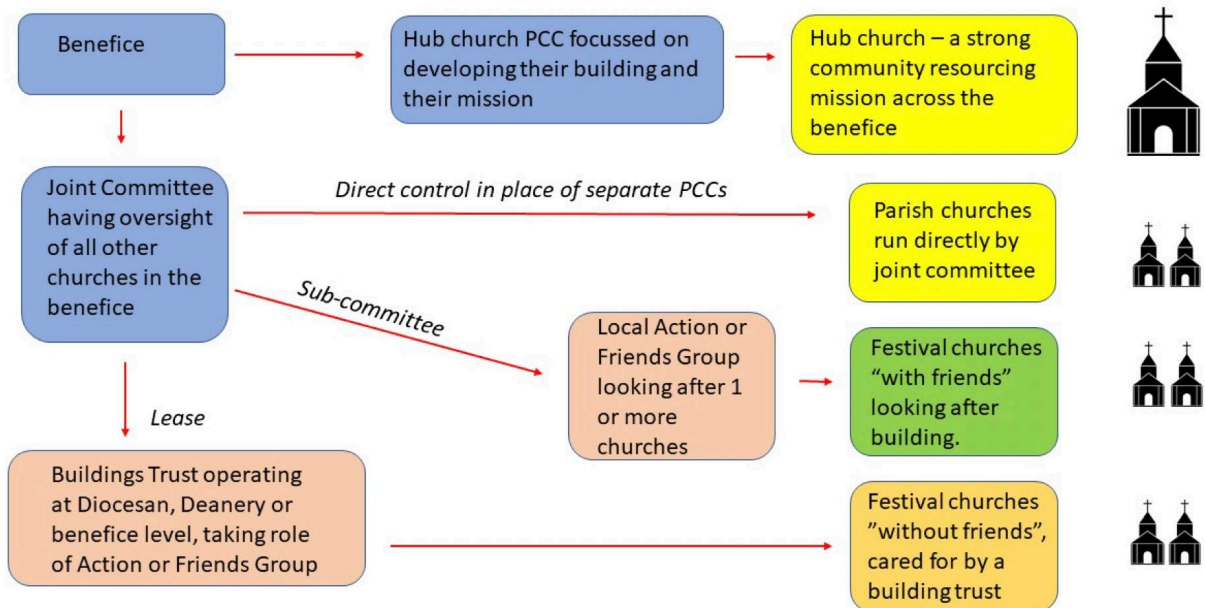 Benefice
Hub church PCC focussed on
developing their building and
their mission
Hub church – a strong
community resourcing
mission across the
benefice
Joint Committee
having oversight
of all other
churches in the
benefice
Direct control in place of separate PCCs
Parish churches
run directly by
joint committee
Sub-committee
Local Action or
Friends Group
looking after 1
or more
churches
Festival churches
“with friends”
looking after
building.
Lease
Buildings Trust operating
at Diocesan, Deanery or
benefice level, taking role
of Action or Friends Group
Festival churches
”without friends”,
cared for by a
building trust